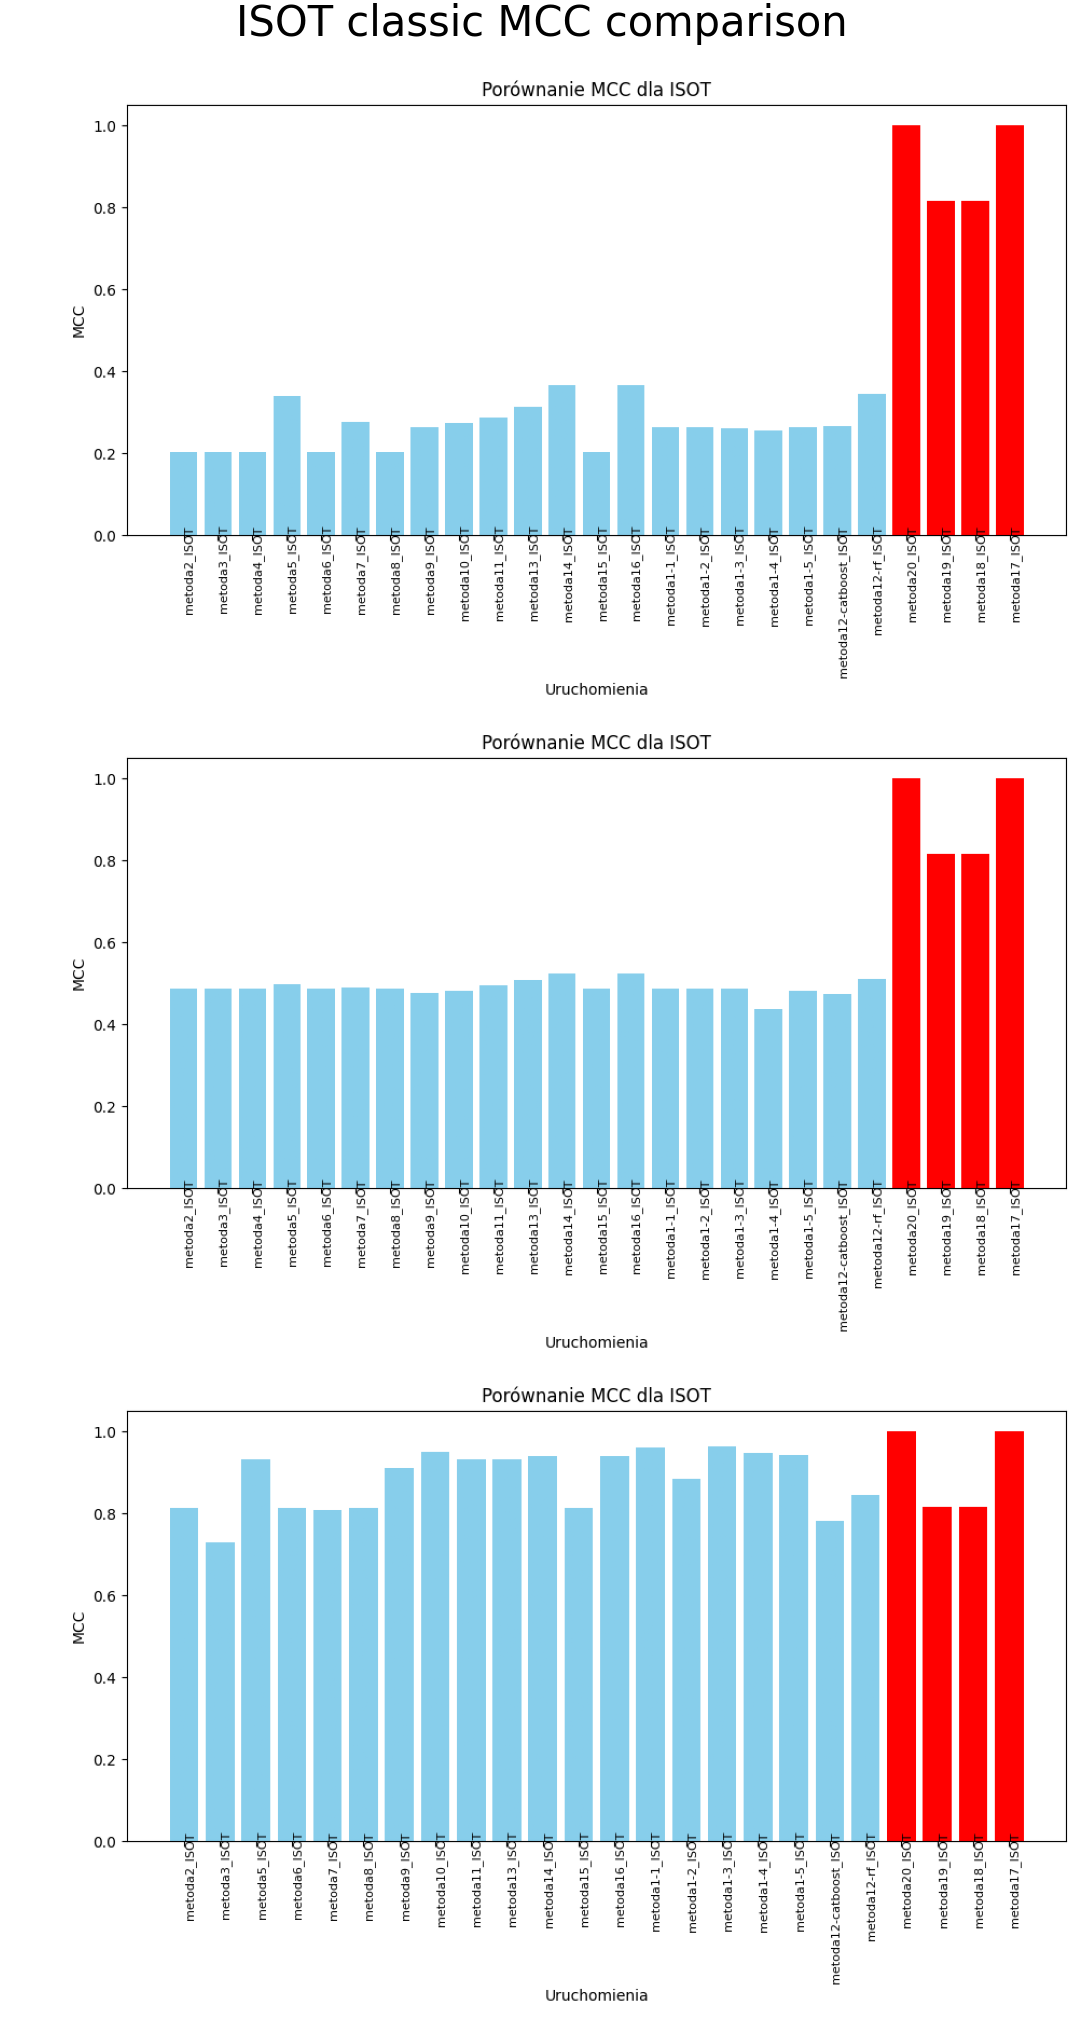 ISOT classic MCC comparison
Porównanie MCC dla ISOT
1.0
0.8
0.6
0.4
0.2
0.0
MCC
metoda2_ISOT
metoda3_ISOT
metoda4_ISOT
metoda5_ISOT
metoda6_ISOT
metoda7_ISOT
metoda8_ISOT
metoda9_ISOT
metoda10_ISOT
metoda11_ISOT
metoda13_ISOT
metoda14_ISOT
metoda15_ISOT
metoda16_ISOT
metoda1-1_ISOT
metoda1-2_ISOT
metoda1-3_ISOT
metoda1-4_ISOT
metoda1-5_ISOT
metoda12-catboost_ISOT
metoda12-rf_ISOT
metoda20_ISOT
metoda19_ISOT
metoda18_ISOT
metoda17_ISOT
Uruchomienia
Porównanie MCC dla ISOT
1.0
0.8
0.6
0.4
0.2
0.0
MCC
metoda2_ISOT
metoda3_ISOT
metoda4_ISOT
metoda5_ISOT
metoda6_ISOT
metoda7_ISOT
metoda8_ISOT
metoda9_ISOT
metoda10_ISOT
metoda11_ISOT
metoda13_ISOT
metoda14_ISOT
metoda15_ISOT
metoda16_ISOT
metoda1-1_ISOT
metoda1-2_ISOT
metoda1-3_ISOT
metoda1-4_ISOT
metoda1-5_ISOT
metoda12-catboost_ISOT
metoda12-rf_ISOT
metoda20_ISOT
metoda19_ISOT
metoda18_ISOT
metoda17_ISOT
Uruchomienia
Porównanie MCC dla ISOT
1.0
0.8
0.6
0.4
0.2
0.0
MCC
metoda2_ISOT
metoda3_ISOT
metoda5_ISOT
metoda6_ISOT
metoda7_ISOT
metoda8_ISOT
metoda9_ISOT
metoda10_ISOT
metoda11_ISOT
metoda13_ISOT
metoda14_ISOT
metoda15_ISOT
metoda16_ISOT
metoda1-1_ISOT
metoda1-2_ISOT
metoda1-3_ISOT
metoda1-4_ISOT
metoda1-5_ISOT
metoda12-catboost_ISOT
metoda12-rf_ISOT
metoda20_ISOT
metoda19_ISOT
metoda18_ISOT
metoda17_ISOT
Uruchomienia